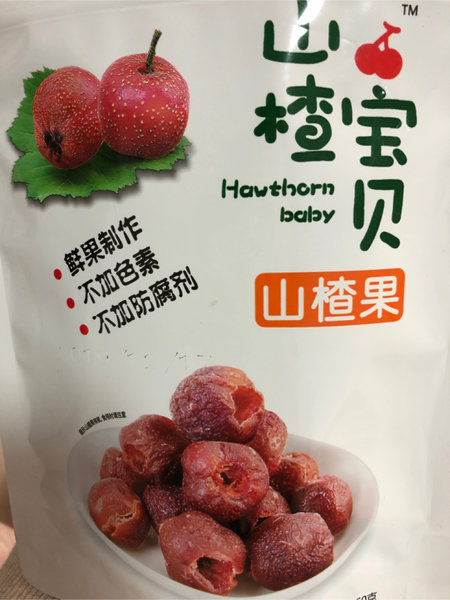 TM
山楂宝贝
Hawthorn
baby
鲜果制作
不加色素
不加防腐剂
山楂果